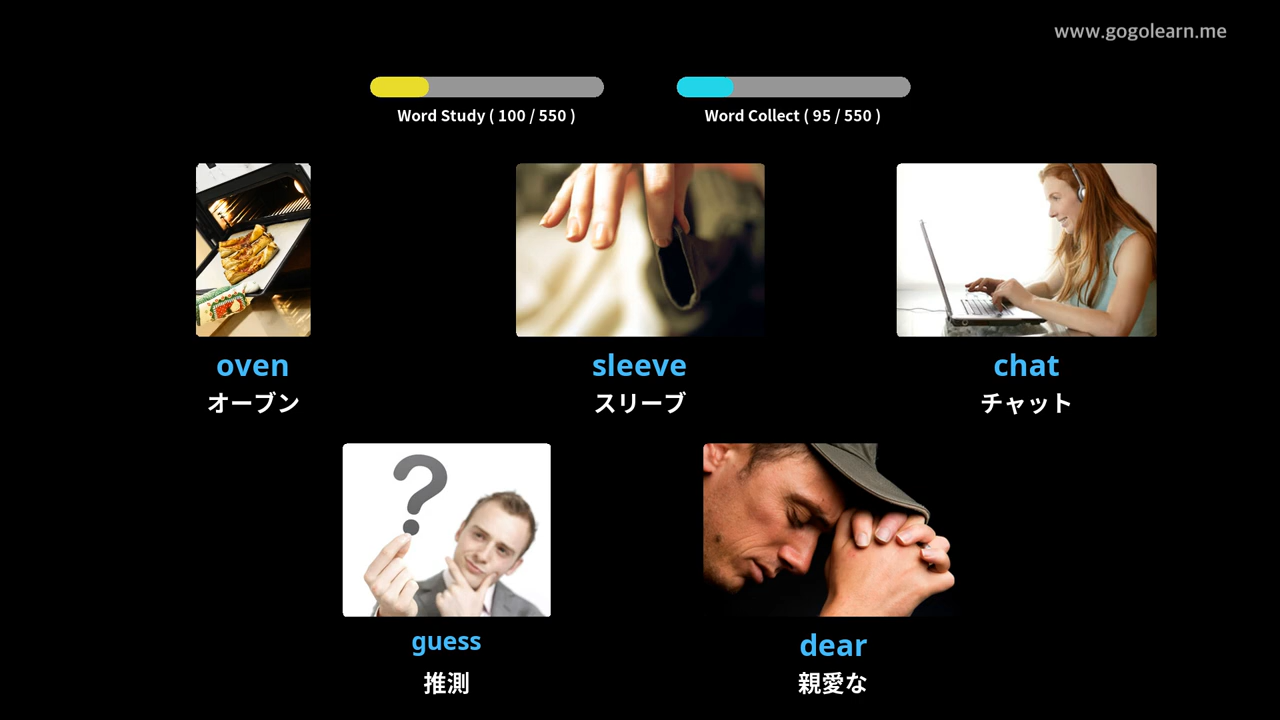 www.gogolearn.me
Word Study ( 100 / 550 )
Word Collect ( 95 / 550 )
oven
オーブン
sleeve
スリーブ
chat
チャット
?
guess
推測
dear
親愛な